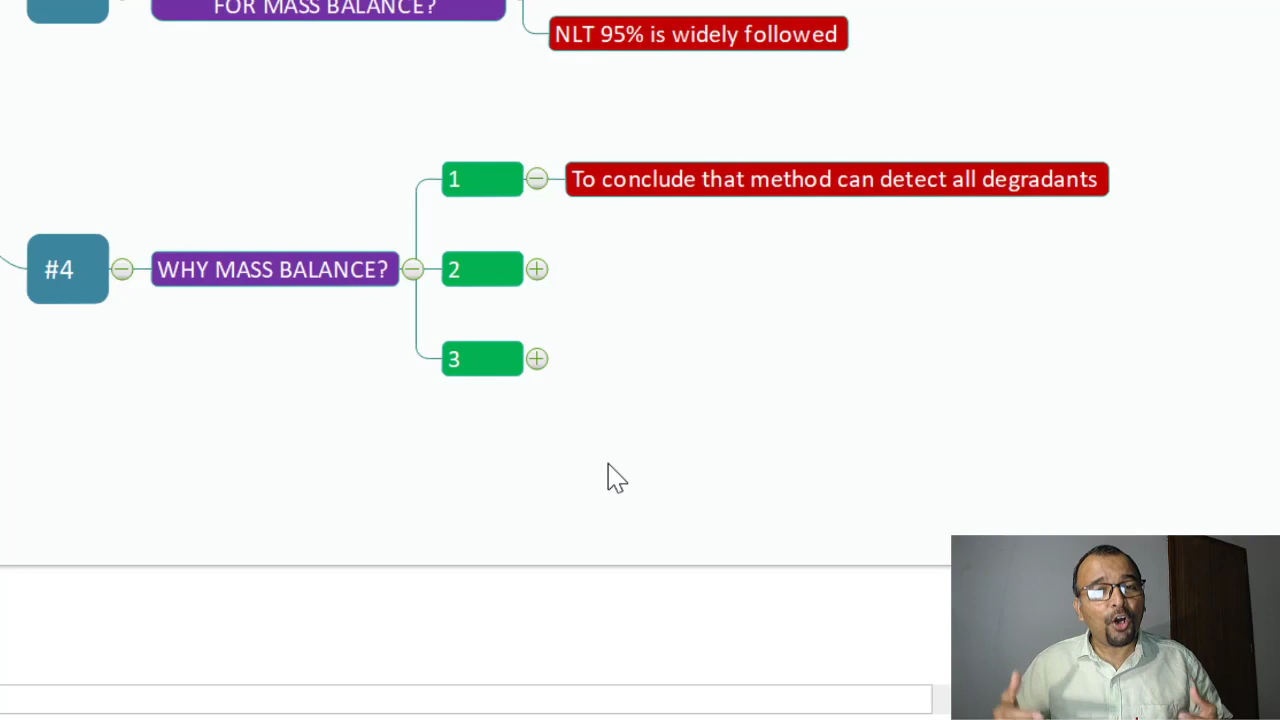 FOR MASS BALANCE?
NLT 95% is widely followed
1
To conclude that method can detect all degradants
#4
WHY MASS BALANCE?
2
3